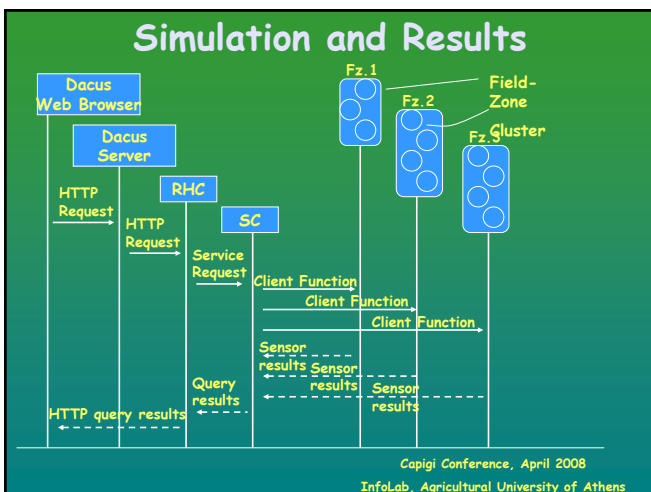 Simulation and Results
Dacus
Web Browser
Fz.1
Field-
Zone
Fz.2
Cluster
Fz.3
Dacus
Server
RHC
SC
HTTP
Request
HTTP
Request
Service
Request
Client Function
Client Function
Client Function
Sensor
results
Sensor
results
Sensor
results
Query
results
HTTP query results
Capigi Conference, April 2008
InfoLab, Agricultural University of Athens